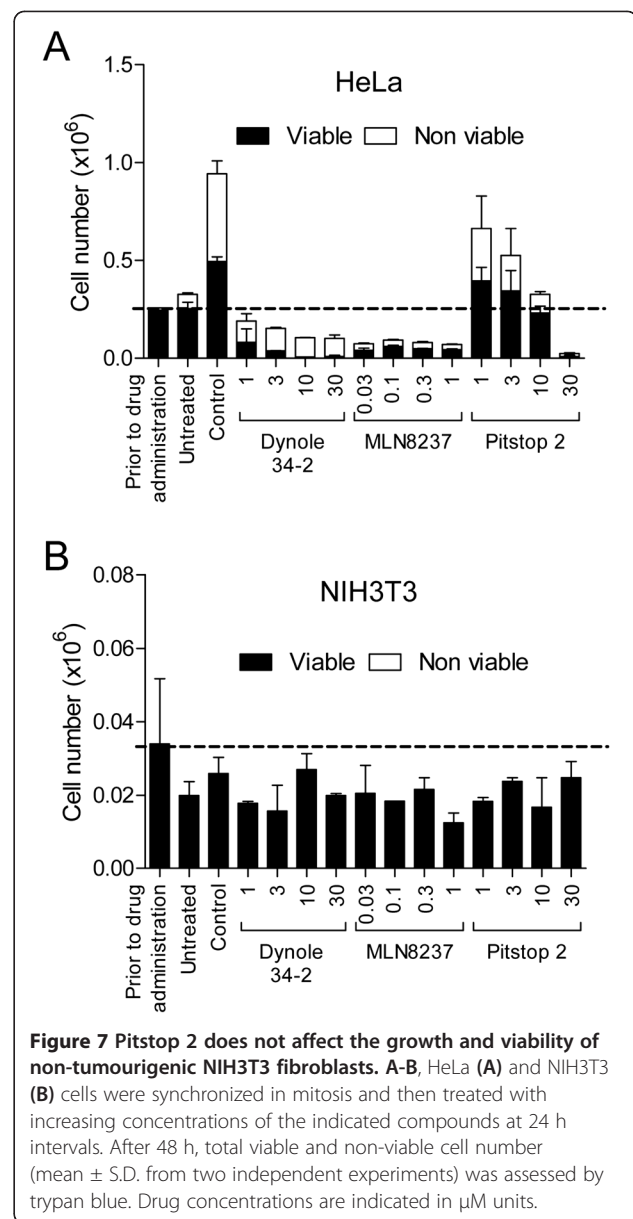 A
HeLa
Viable Non viable
Cell number (x10⁶)
1.5
1.0
0.5
0.0
Prior to drug
administration
Untreated
Control
1
3
10
30
0.03
0.1
0.3
1
1
3
10
30
Dynole
34-2
MLN8237
Pitstop 2
B
NIH3T3
Viable Non viable
Cell number (x10⁶)
0.08
0.06
0.04
0.02
0.00
Prior to drug
administration
Untreated
Control
1
3
10
30
0.03
0.1
0.3
1
1
3
10
30
Dynole
34-2
MLN8237
Pitstop 2
Figure 7 Pitstop 2 does not affect the growth and viability of
non-tumourigenic NIH3T3 fibroblasts. A-B, HeLa (A) and NIH3T3
(B) cells were synchronized in mitosis and then treated with
increasing concentrations of the indicated compounds at 24 h
intervals. After 48 h, total viable and non-viable cell number
(mean ± S.D. from two independent experiments) was assessed by
trypan blue. Drug concentrations are indicated in μM units.